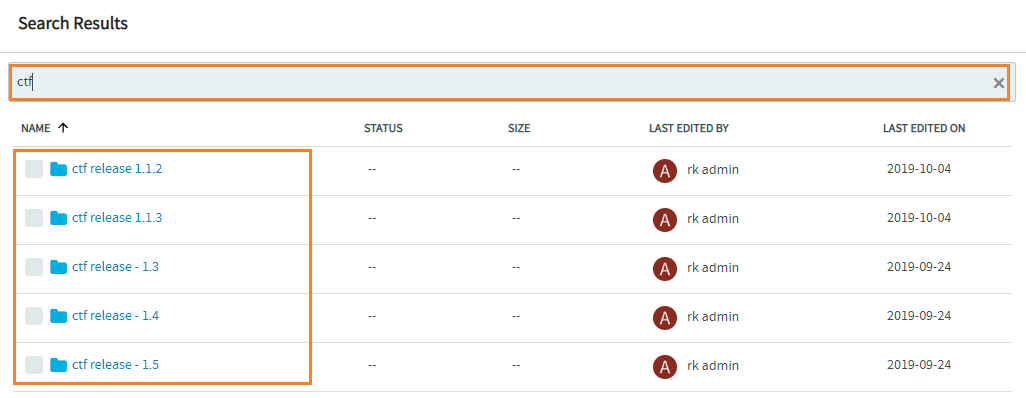 Search Results
ctf
NAME STATUS SIZE LAST EDITED BY LAST EDITED ON
ctf release 1.1.2 -- -- A rk admin 2019-10-04
ctf release 1.1.3 -- -- A rk admin 2019-10-04
ctf release - 1.3 -- -- A rk admin 2019-09-24
ctf release - 1.4 -- -- A rk admin 2019-09-24
ctf release - 1.5 -- -- A rk admin 2019-09-24